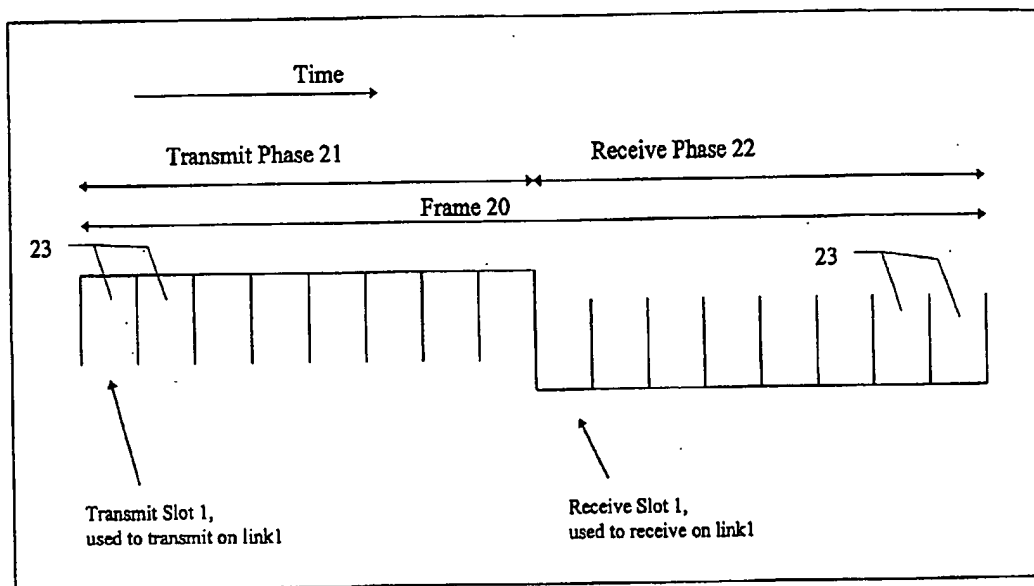 Time
Transmit Phase 21
Receive Phase 22
Frame 20
23
23
Transmit Slot 1,
used to transmit on link1
Receive Slot 1,
used to receive on link1